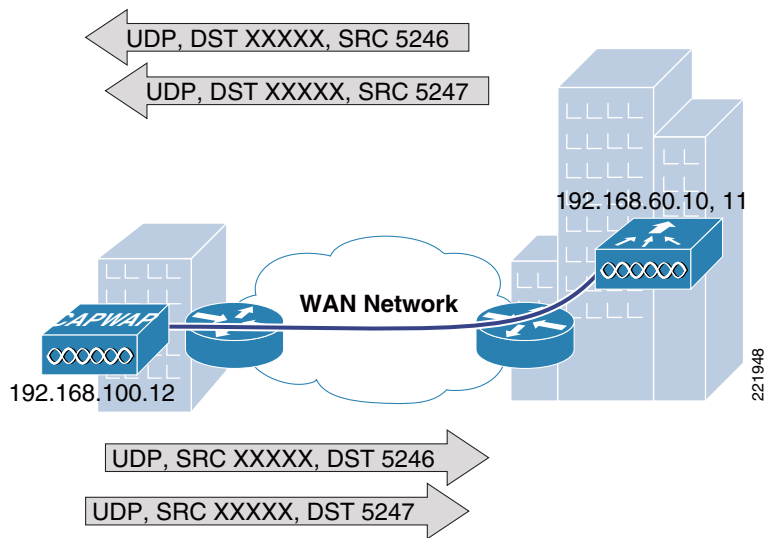 UDP, DST XXXXX, SRC 5246
UDP, DST XXXXX, SRC 5247
192.168.60.10, 11
WAN Network
CAPWAP
192.168.100.12
221948
UDP, SRC XXXXX, DST 5246
UDP, SRC XXXXX, DST 5247